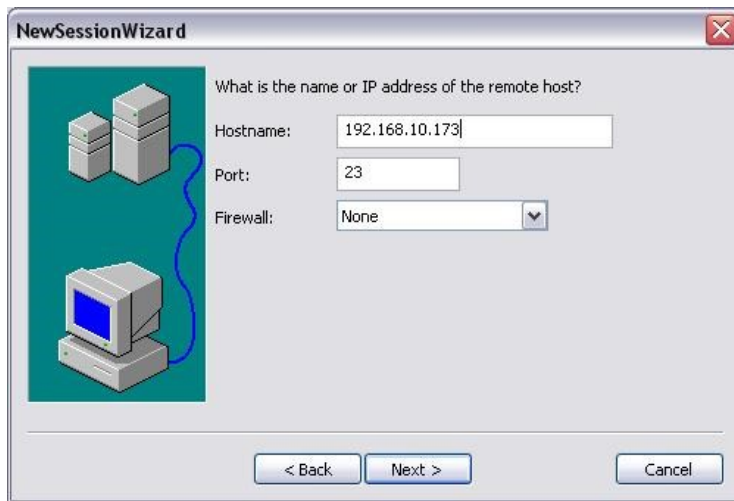 NewSessionWizard
What is the name or IP address of the remote host?
Hostname: 192.168.10.173
Port: 23
Firewall: None
< Back Next > Cancel